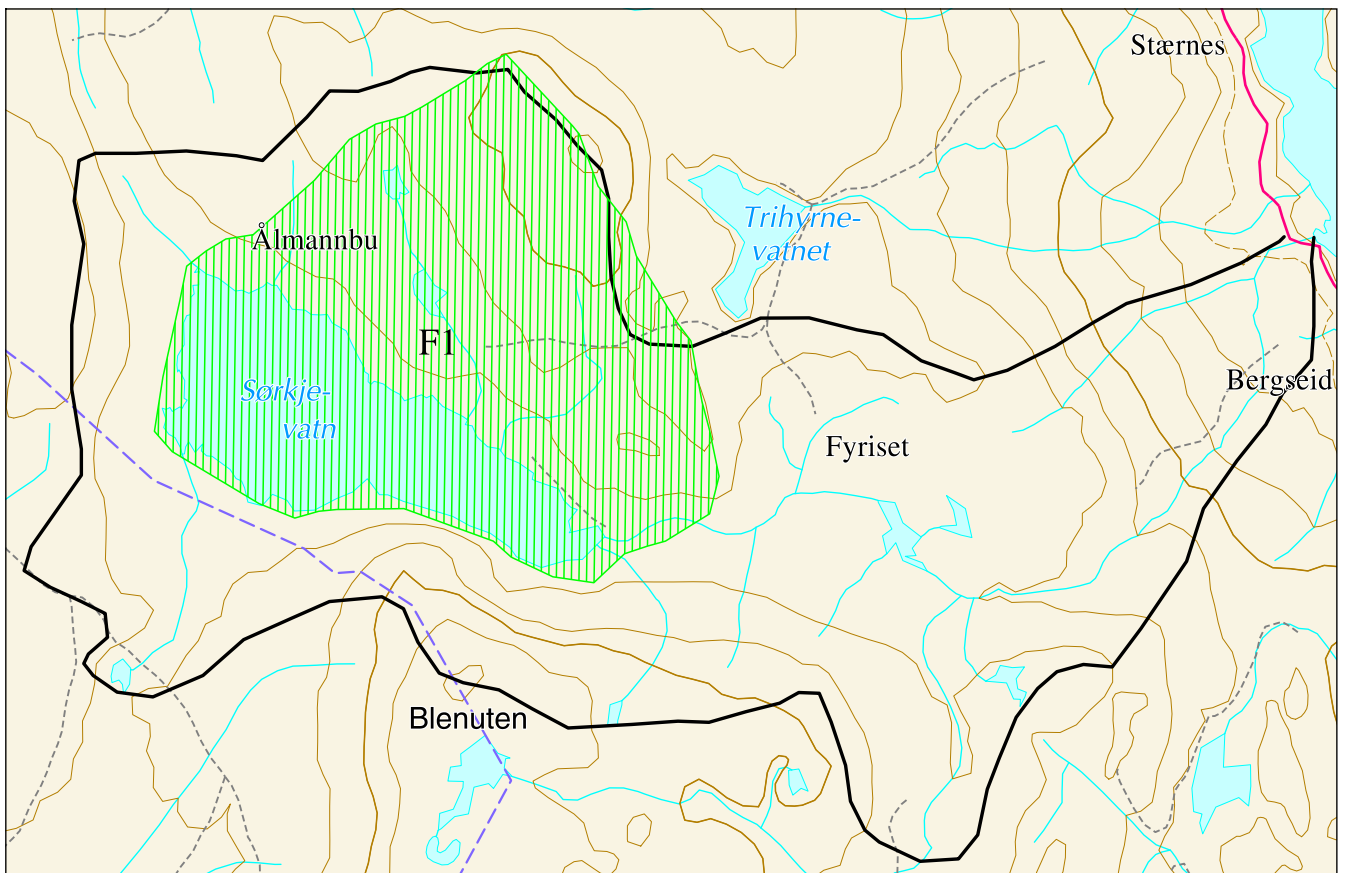 Stærnes
Trihyrne-
vatnet
Ålmannbu
F1
Bergseid
Sørkje-
vatn
Fyriset
Blenuten